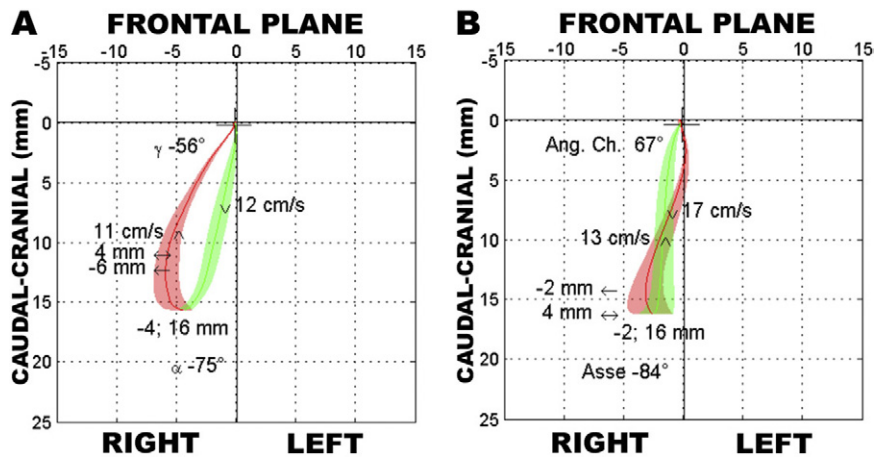 A FRONTAL PLANE
-15 -10 -5 0 5 10 15
-5
0
5
10
15
20
25
CAUDAL-CRANIAL (mm)
γ -56°
12 cm/s
11 cm/s
4 mm
-6 mm
-4; 16 mm
α -75°
RIGHT LEFT
B FRONTAL PLANE
-15 -10 -5 0 5 10 15
-5
0
5
10
15
20
25
CAUDAL-CRANIAL (mm)
Ang. Ch. 67°
17 cm/s
13 cm/s
-2 mm
4 mm
-2; 16 mm
Asse -84°
RIGHT LEFT